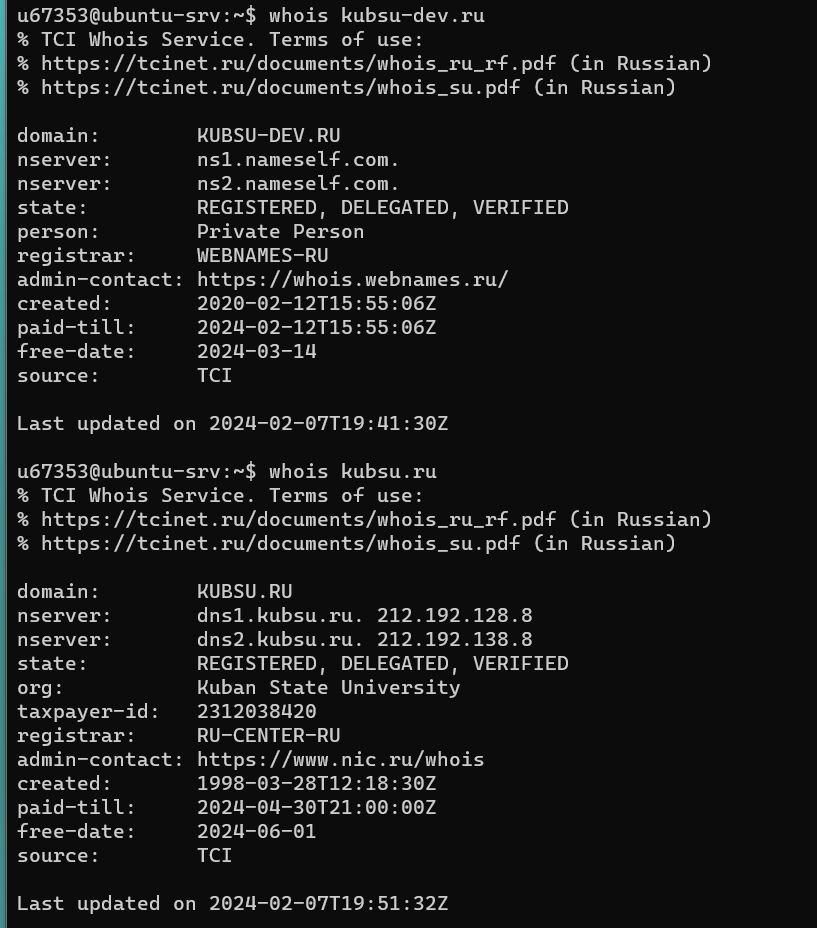 u67353@ubuntu-srv:~$ whois kubsu-dev.ru
% TCI Whois Service. Terms of use:
% https://tcinet.ru/documents/whois_ru_rf.pdf (in Russian)
% https://tcinet.ru/documents/whois_su.pdf (in Russian)

domain:        KUBSU-DEV.RU
nserver:       ns1.nameself.com.
nserver:       ns2.nameself.com.
state:         REGISTERED, DELEGATED, VERIFIED
person:        Private Person
registrar:     WEBNAMES-RU
admin-contact: https://whois.webnames.ru/
created:       2020-02-12T15:55:06Z
paid-till:     2024-02-12T15:55:06Z
free-date:     2024-03-14
source:        TCI

Last updated on 2024-02-07T19:41:30Z

u67353@ubuntu-srv:~$ whois kubsu.ru
% TCI Whois Service. Terms of use:
% https://tcinet.ru/documents/whois_ru_rf.pdf (in Russian)
% https://tcinet.ru/documents/whois_su.pdf (in Russian)

domain:        KUBSU.RU
nserver:       dns1.kubsu.ru. 212.192.128.8
nserver:       dns2.kubsu.ru. 212.192.138.8
state:         REGISTERED, DELEGATED, VERIFIED
org:           Kuban State University
taxpayer-id:   2312038420
registrar:     RU-CENTER-RU
admin-contact: https://www.nic.ru/whois
created:       1998-03-28T12:18:30Z
paid-till:     2024-04-30T21:00:00Z
free-date:     2024-06-01
source:        TCI

Last updated on 2024-02-07T19:51:32Z